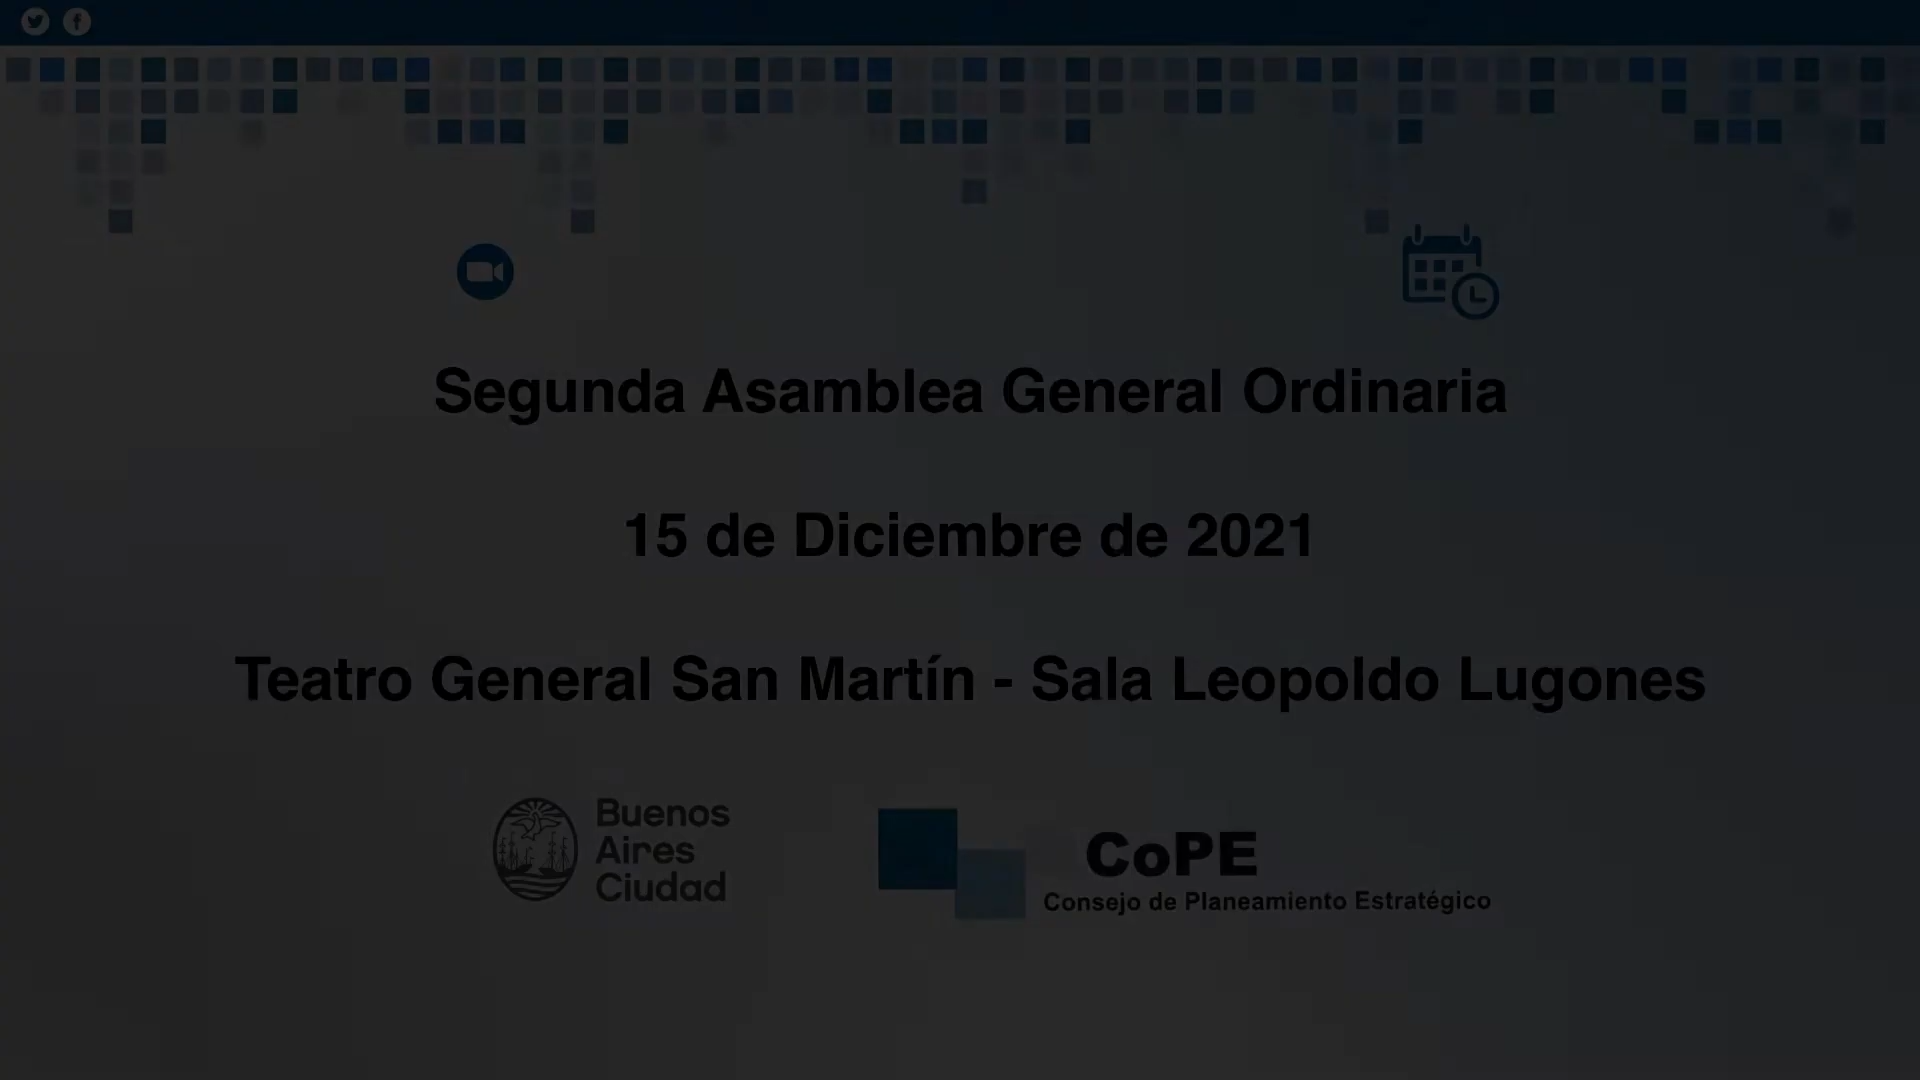 Segunda Asamblea General Ordinaria
15 de Diciembre de 2021
Teatro General San Martín - Sala Leopoldo Lugones
Buenos
Aires
Ciudad
CoPE
Consejo de Planeamiento Estratégico